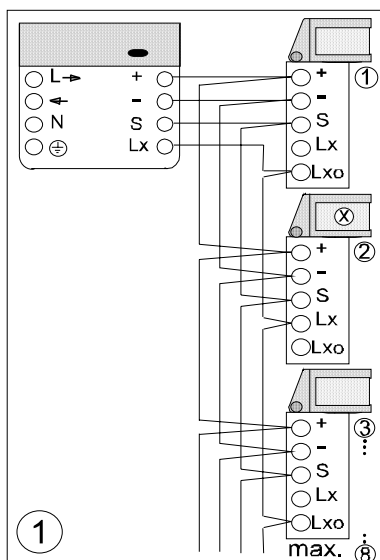 L→ +
← -
N S
⏚ Lx
+ ①
-
S
Lx
Lxo
ⓧ
+ ②
-
S
Lx
Lxo
+ ③
- ⋮
S
Lx
Lxo ⋮
max. ⑧
①